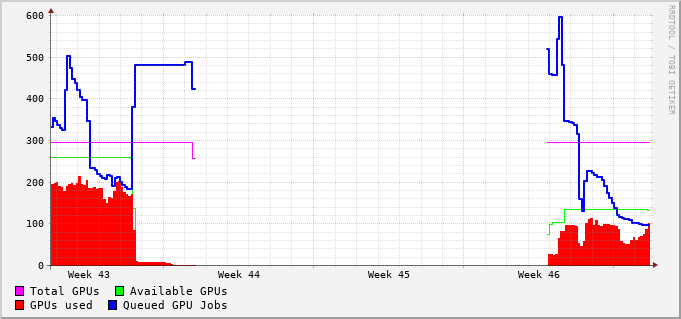 600
500
400
300
200
100
0
Week 43 Week 44 Week 45 Week 46
Total GPUs Available GPUs
GPUs used Queued GPU Jobs
RRDTOOL / TOBI OETIKER